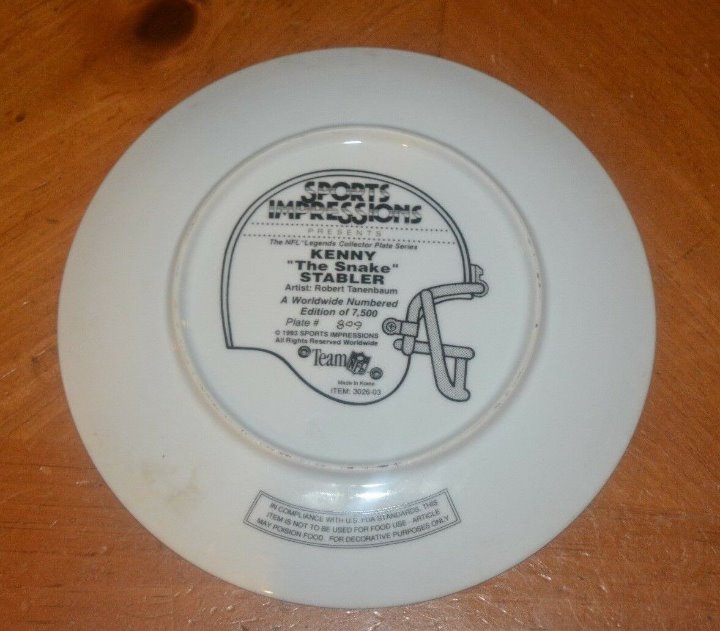 SPORTS
IMPRESSIONS
PRESENTS
The NFL™Legends Collector Plate Series
KENNY
"The Snake"
STABLER
Artist: Robert Tanenbaum
A Worldwide Numbered
Edition of 7,500
Plate # 809
© 1993 SPORTS IMPRESSIONS
All Rights Reserved Worldwide
Team NFL
Made in Korea
ITEM: 3026-03
IN COMPLIANCE WITH U.S. FDA STANDARDS, THIS
ITEM IS NOT TO BE USED FOR FOOD USE - ARTICLE
MAY POISION FOOD. FOR DECORATIVE PURPOSES ONLY